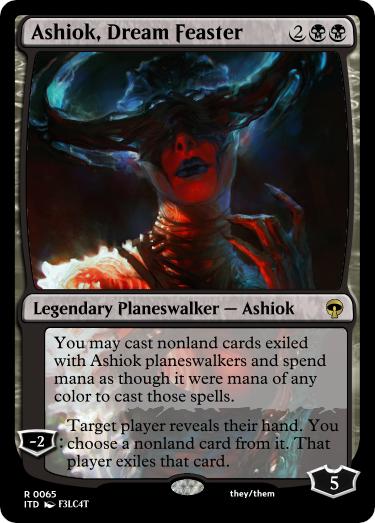 Ashiok, Dream Feaster 2
Legendary Planeswalker — Ashiok
You may cast nonland cards exiled
with Ashiok planeswalkers and spend
mana as though it were mana of any
color to cast those spells.
-2 : Target player reveals their hand. You
choose a nonland card from it. That
player exiles that card.
5
R 0065
ITD F3LC4T
they/them